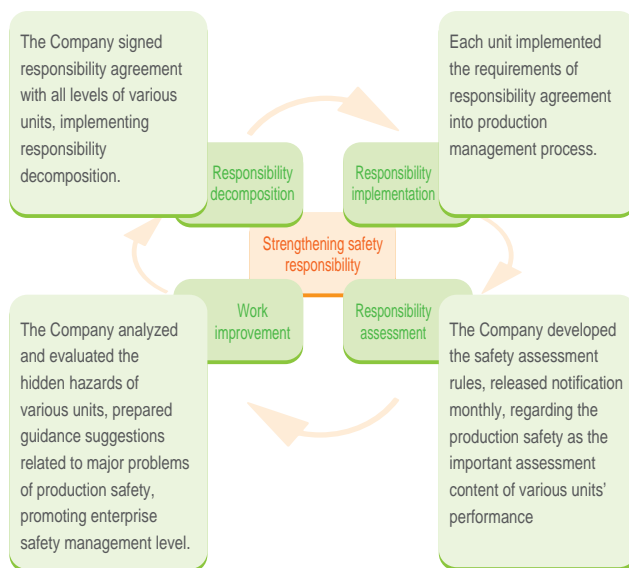 The Company signed
responsibility agreement
with all levels of various
units, implementing
responsibility
decomposition.
Each unit implemented
the requirements of
responsibility agreement
into production
management process.
Responsibility
decomposition
Responsibility
implementation
Strengthening safety
responsibility
Work
improvement
Responsibility
assessment
The Company analyzed
and evaluated the
hidden hazards of
various units, prepared
guidance suggestions
related to major problems
of production safety,
promoting enterprise
safety management level.
The Company developed
the safety assessment
rules, released notification
monthly, regarding the
production safety as the
important assessment
content of various units’
performance